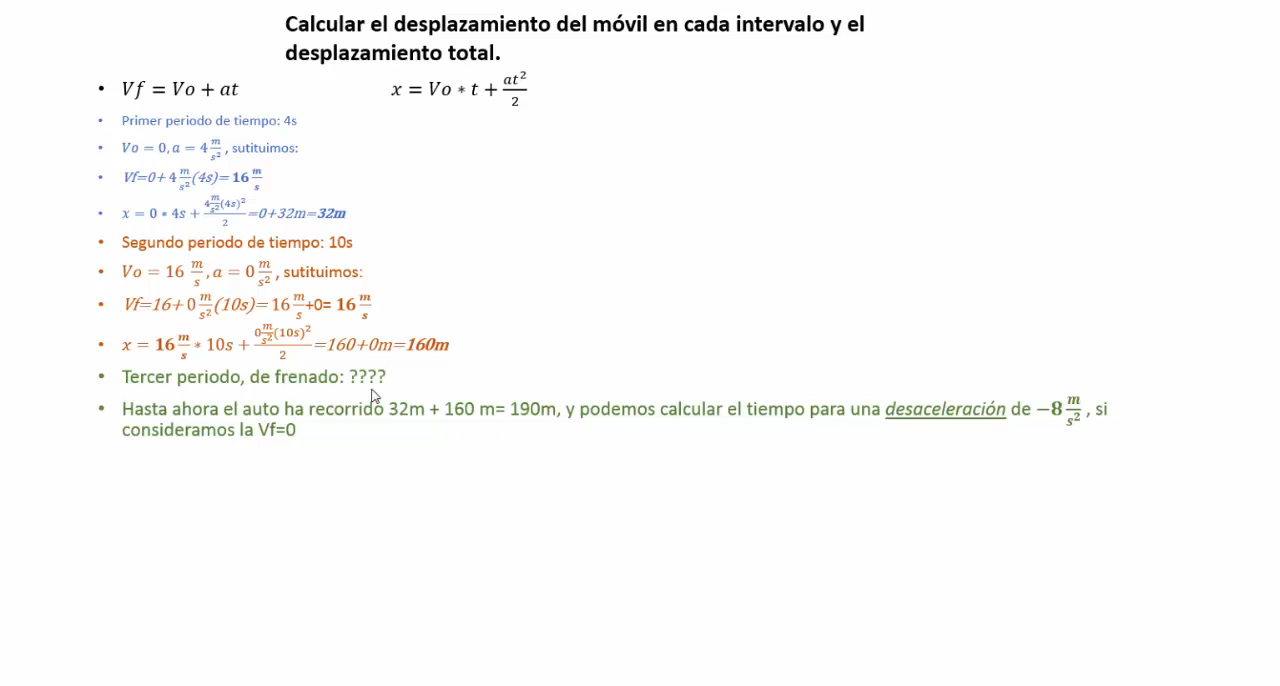 Calcular el desplazamiento del móvil en cada intervalo y el
desplazamiento total.
• Vf = Vo + at    x = Vo * t + at²/2
• Primer periodo de tiempo: 4s
• Vo = 0, a = 4 m/s², sutituimos:
• Vf=0+ 4 m/s² (4s)= 16 m/s
• x = 0 * 4s + 4 m/s² (4s)²/2 =0+32m=32m
• Segundo periodo de tiempo: 10s
• Vo = 16 m/s, a = 0 m/s², sutituimos:
• Vf=16+ 0 m/s² (10s)= 16 m/s +0= 16 m/s
• x = 16 m/s * 10s + 0 m/s² (10s)²/2 =160+0m=160m
• Tercer periodo, de frenado: ????
• Hasta ahora el auto ha recorrido 32m + 160 m= 190m, y podemos calcular el tiempo para una desaceleración de −8 m/s², si
consideramos la Vf=0